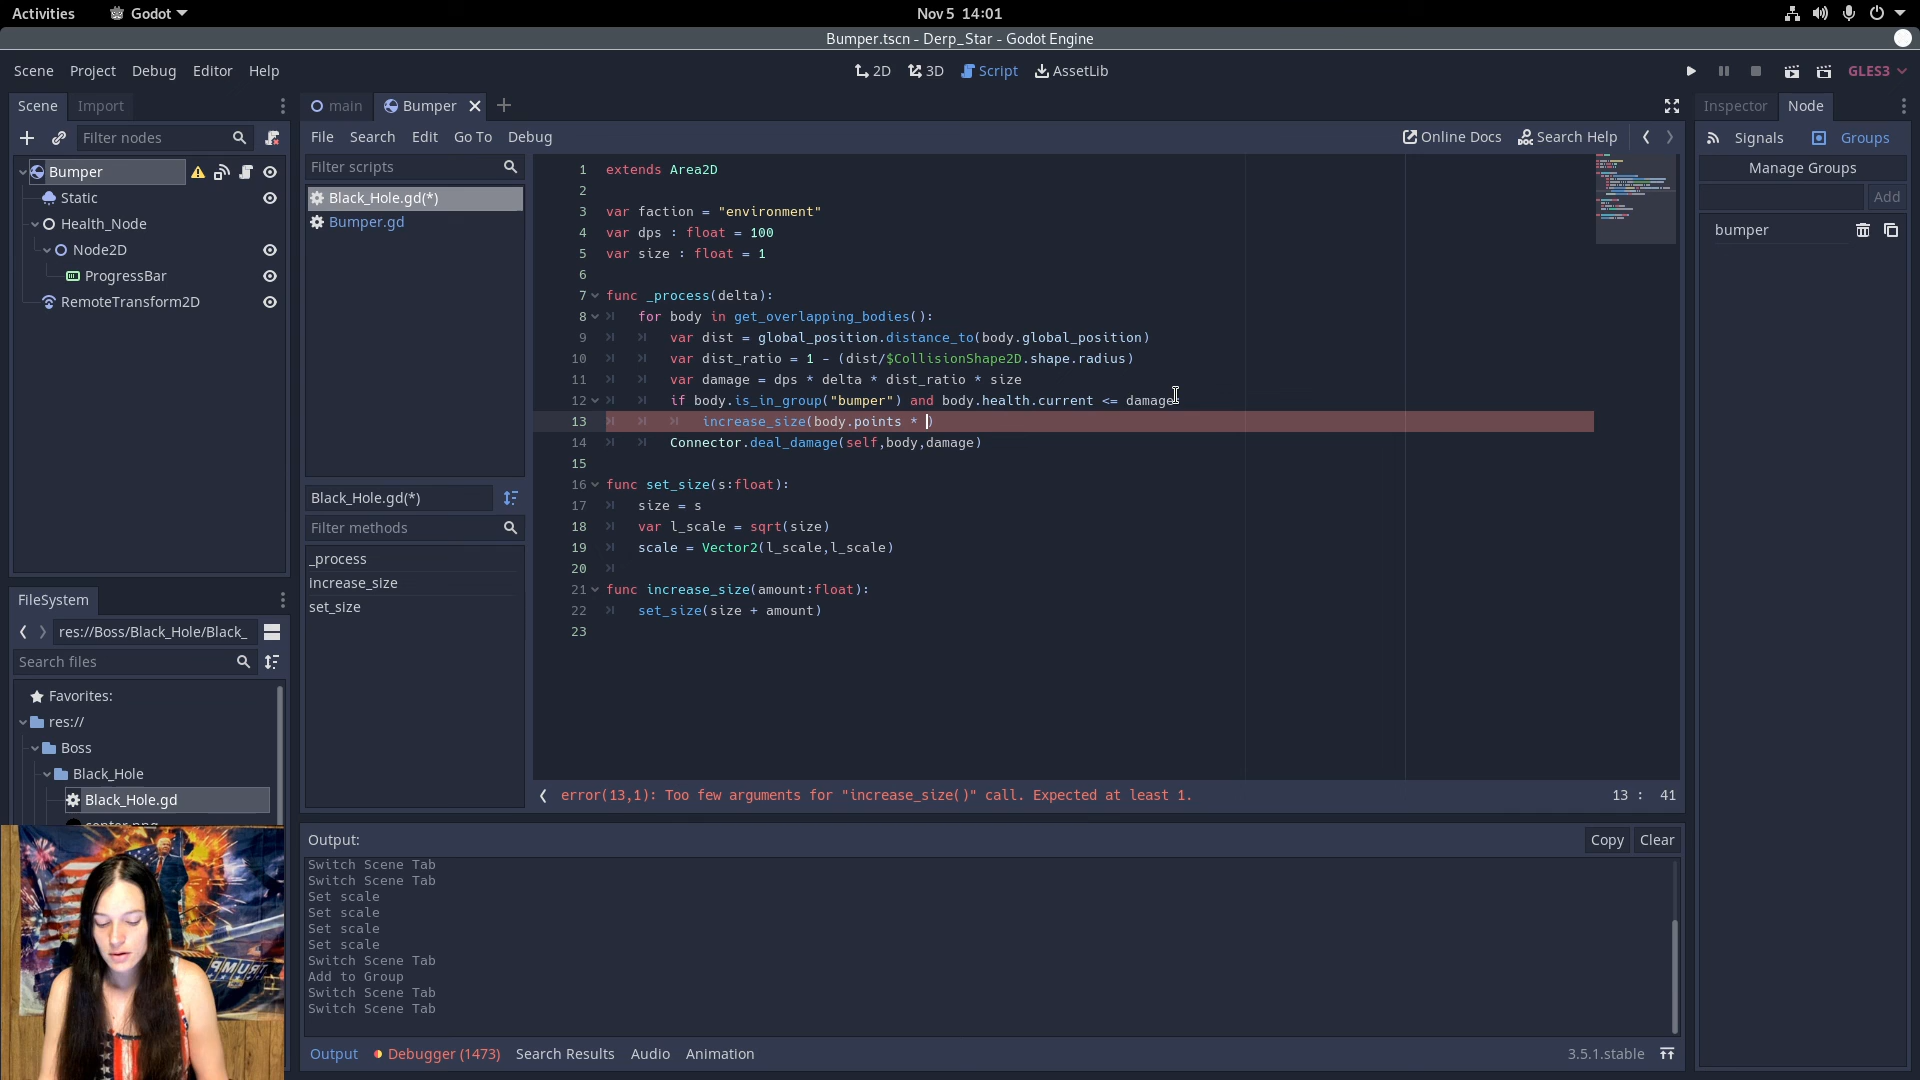 Activities Godot Nov 5 14:01
Bumper.tscn - Derp_Star - Godot Engine
Scene Project Debug Editor Help 2D 3D Script AssetLib GLES3
Scene Import
main Bumper
Inspector Node
Filter nodes
File Search Edit Go To Debug Online Docs Search Help
Signals Groups
Bumper
Static
Health_Node
Node2D
ProgressBar
RemoteTransform2D
Filter scripts
Black_Hole.gd(*)
Bumper.gd
Black_Hole.gd(*)
Filter methods
_process
increase_size
set_size
1 extends Area2D
2
3 var faction = "environment"
4 var dps : float = 100
5 var size : float = 1
6
7 func _process(delta):
8 for body in get_overlapping_bodies():
9 var dist = global_position.distance_to(body.global_position)
10 var dist_ratio = 1 - (dist/$CollisionShape2D.shape.radius)
11 var damage = dps * delta * dist_ratio * size
12 if body.is_in_group("bumper") and body.health.current <= damage
13 increase_size(body.points * )
14 Connector.deal_damage(self,body,damage)
15
16 func set_size(s:float):
17 size = s
18 var l_scale = sqrt(size)
19 scale = Vector2(l_scale,l_scale)
20
21 func increase_size(amount:float):
22 set_size(size + amount)
23
error(13,1): Too few arguments for "increase_size()" call. Expected at least 1. 13 : 41
Manage Groups
Add
bumper
FileSystem
res://Boss/Black_Hole/Black_
Search files
Favorites:
res://
Boss
Black_Hole
Black_Hole.gd
Output: Copy Clear
Switch Scene Tab
Switch Scene Tab
Set scale
Set scale
Set scale
Set scale
Switch Scene Tab
Add to Group
Switch Scene Tab
Switch Scene Tab
Output Debugger (1473) Search Results Audio Animation 3.5.1.stable
TRUMP